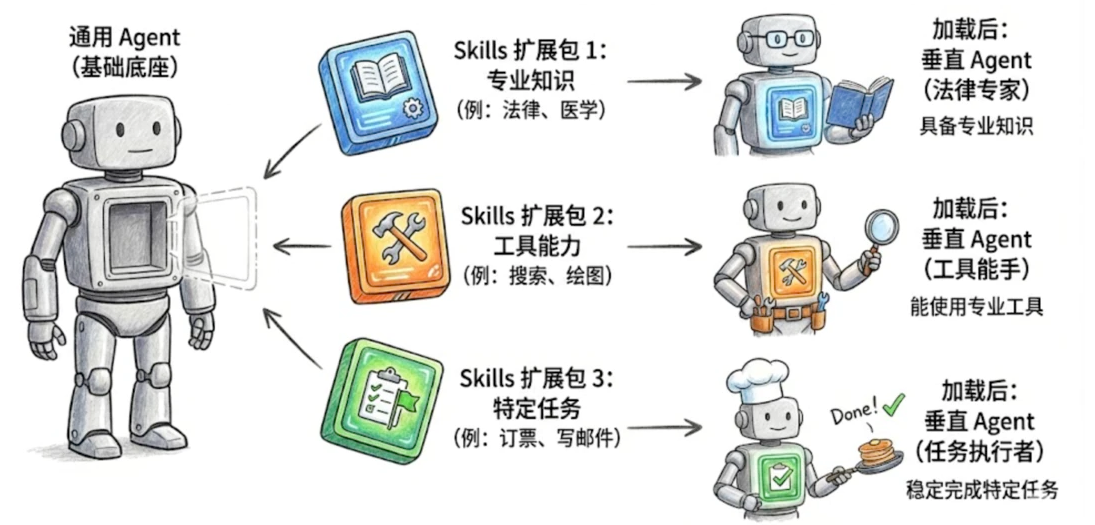 通用 Agent
（基础底座）
Skills 扩展包 1：
专业知识
（例：法律、医学）
加载后：
垂直 Agent
（法律专家）
具备专业知识
Skills 扩展包 2：
工具能力
（例：搜索、绘图）
加载后：
垂直 Agent
（工具能手）
能使用专业工具
Skills 扩展包 3：
特定任务
（例：订票、写邮件）
Done!
加载后：
垂直 Agent
（任务执行者）
稳定完成特定任务